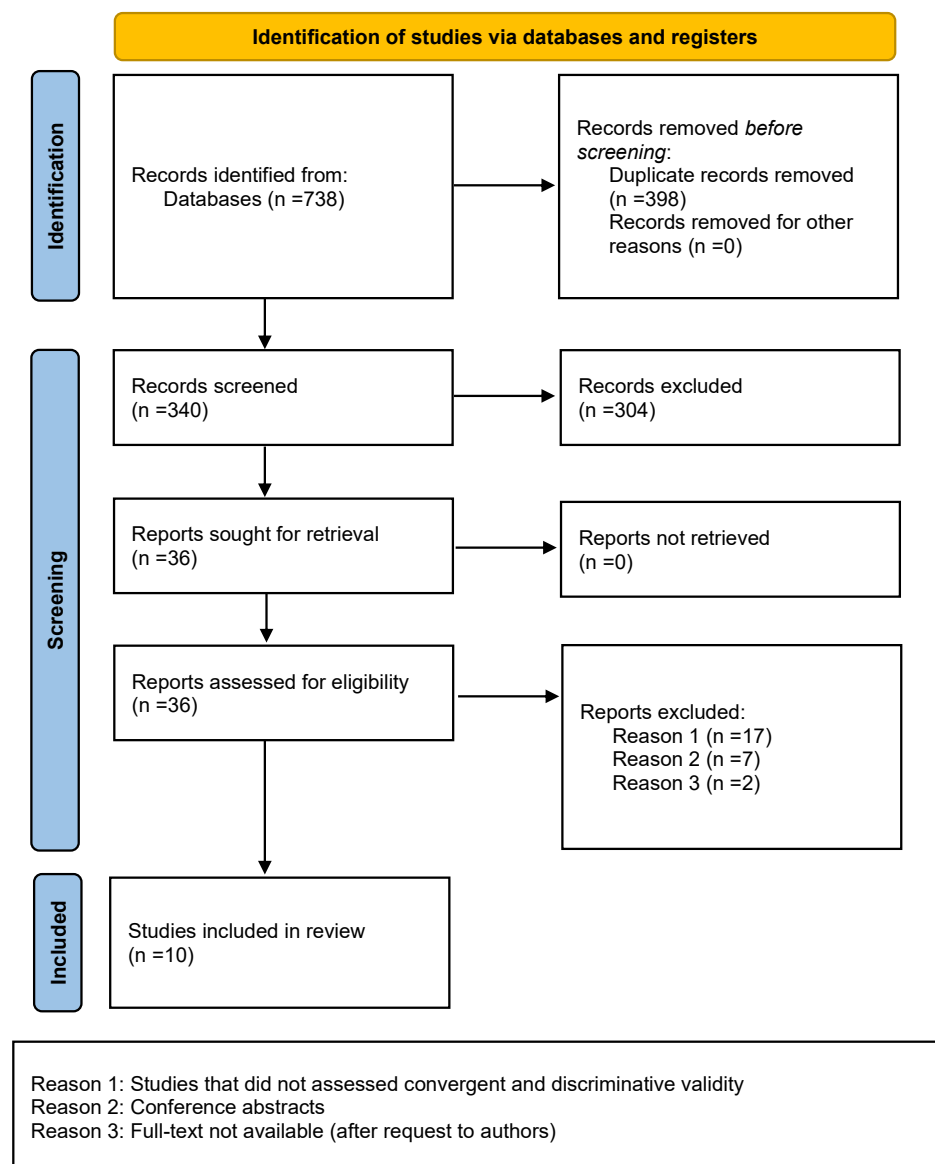 Identification of studies via databases and registers
Identification
Records identified from:
Databases (n =738)
Records removed before
screening:
Duplicate records removed
(n =398)
Records removed for other
reasons (n =0)
Screening
Records screened
(n =340)
Records excluded
(n =304)
Reports sought for retrieval
(n =36)
Reports not retrieved
(n =0)
Reports assessed for eligibility
(n =36)
Reports excluded:
Reason 1 (n =17)
Reason 2 (n =7)
Reason 3 (n =2)
Included
Studies included in review
(n =10)
Reason 1: Studies that did not assessed convergent and discriminative validity
Reason 2: Conference abstracts
Reason 3: Full-text not available (after request to authors)